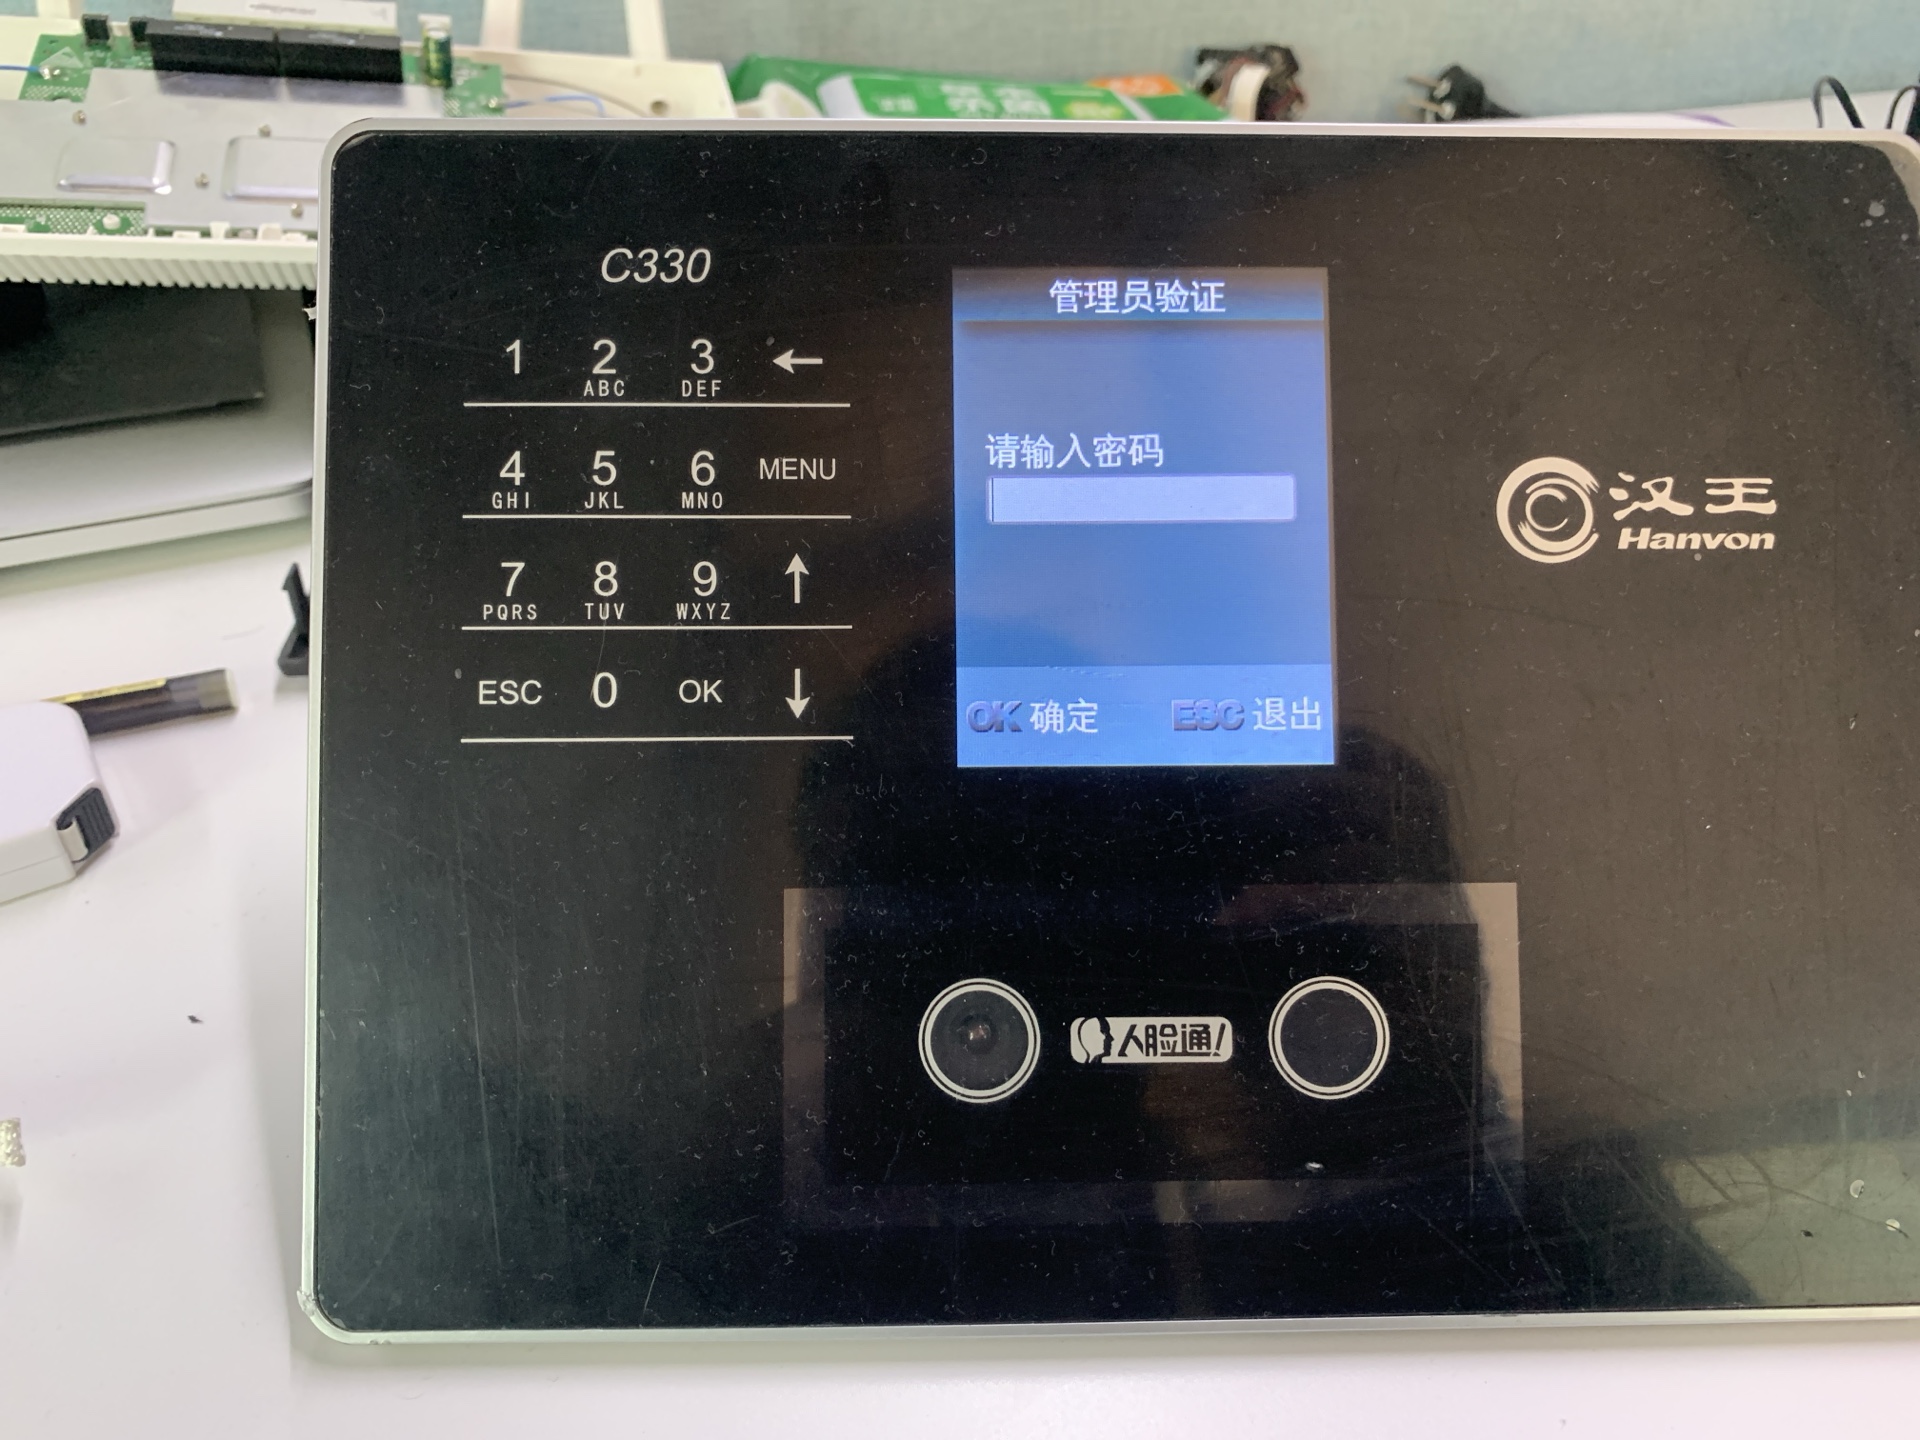 C330
1 2 3 ←
ABC DEF
4 5 6 MENU
GHI JKL MNO
7 8 9 ↑
PQRS TUV WXYZ
ESC 0 OK ↓
管理员验证
请输入密码
OK 确定 ESC 退出
汉王
Hanvon
人脸通!